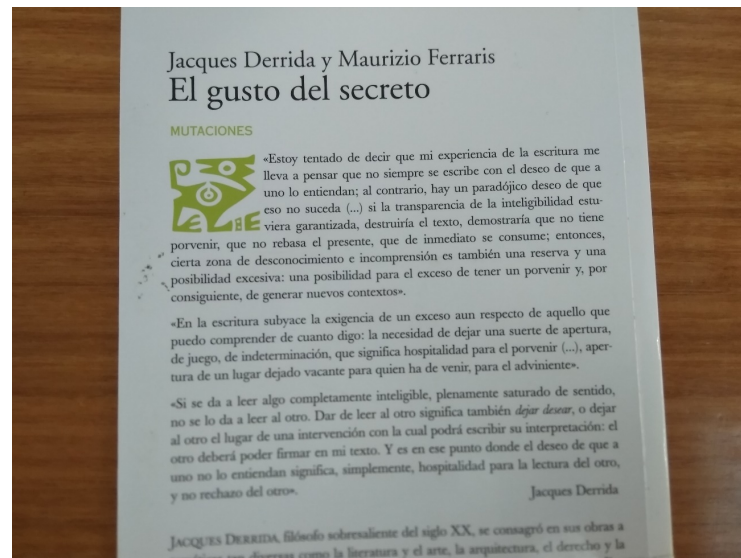 Jacques Derrida y Maurizio Ferraris
El gusto del secreto
MUTACIONES
«Estoy tentado de decir que mi experiencia de la escritura me
lleva a pensar que no siempre se escribe con el deseo de que a
uno lo entiendan; al contrario, hay un paradójico deseo de que
eso no suceda (...) si la transparencia de la inteligibilidad estu-
viera garantizada, destruiría el texto, demostraría que no tiene
porvenir, que no rebasa el presente, que de inmediato se consume; entonces,
cierta zona de desconocimiento e incomprensión es también una reserva y una
posibilidad excesiva: una posibilidad para el exceso de tener un porvenir y, por
consiguiente, de generar nuevos contextos».
«En la escritura subyace la exigencia de un exceso aun respecto de aquello que
puedo comprender de cuanto digo: la necesidad de dejar una suerte de apertura,
de juego, de indeterminación, que significa hospitalidad para el porvenir (...), aper-
tura de un lugar dejado vacante para quien ha de venir, para el adviniente».
«Si se da a leer algo completamente inteligible, plenamente saturado de sentido,
no se lo da a leer al otro. Dar de leer al otro significa también dejar desear, o dejar
al otro el lugar de una intervención con la cual podrá escribir su interpretación: el
otro deberá poder firmar en mi texto. Y es en ese punto donde el deseo de que a
uno no lo entiendan significa, simplemente, hospitalidad para la lectura del otro,
y no rechazo del otro».
Jacques Derrida
JACQUES DERRIDA, filósofo sobresaliente del siglo XX, se consagró en sus obras a
como la literatura y el arte, la arquitectura, el derecho y la